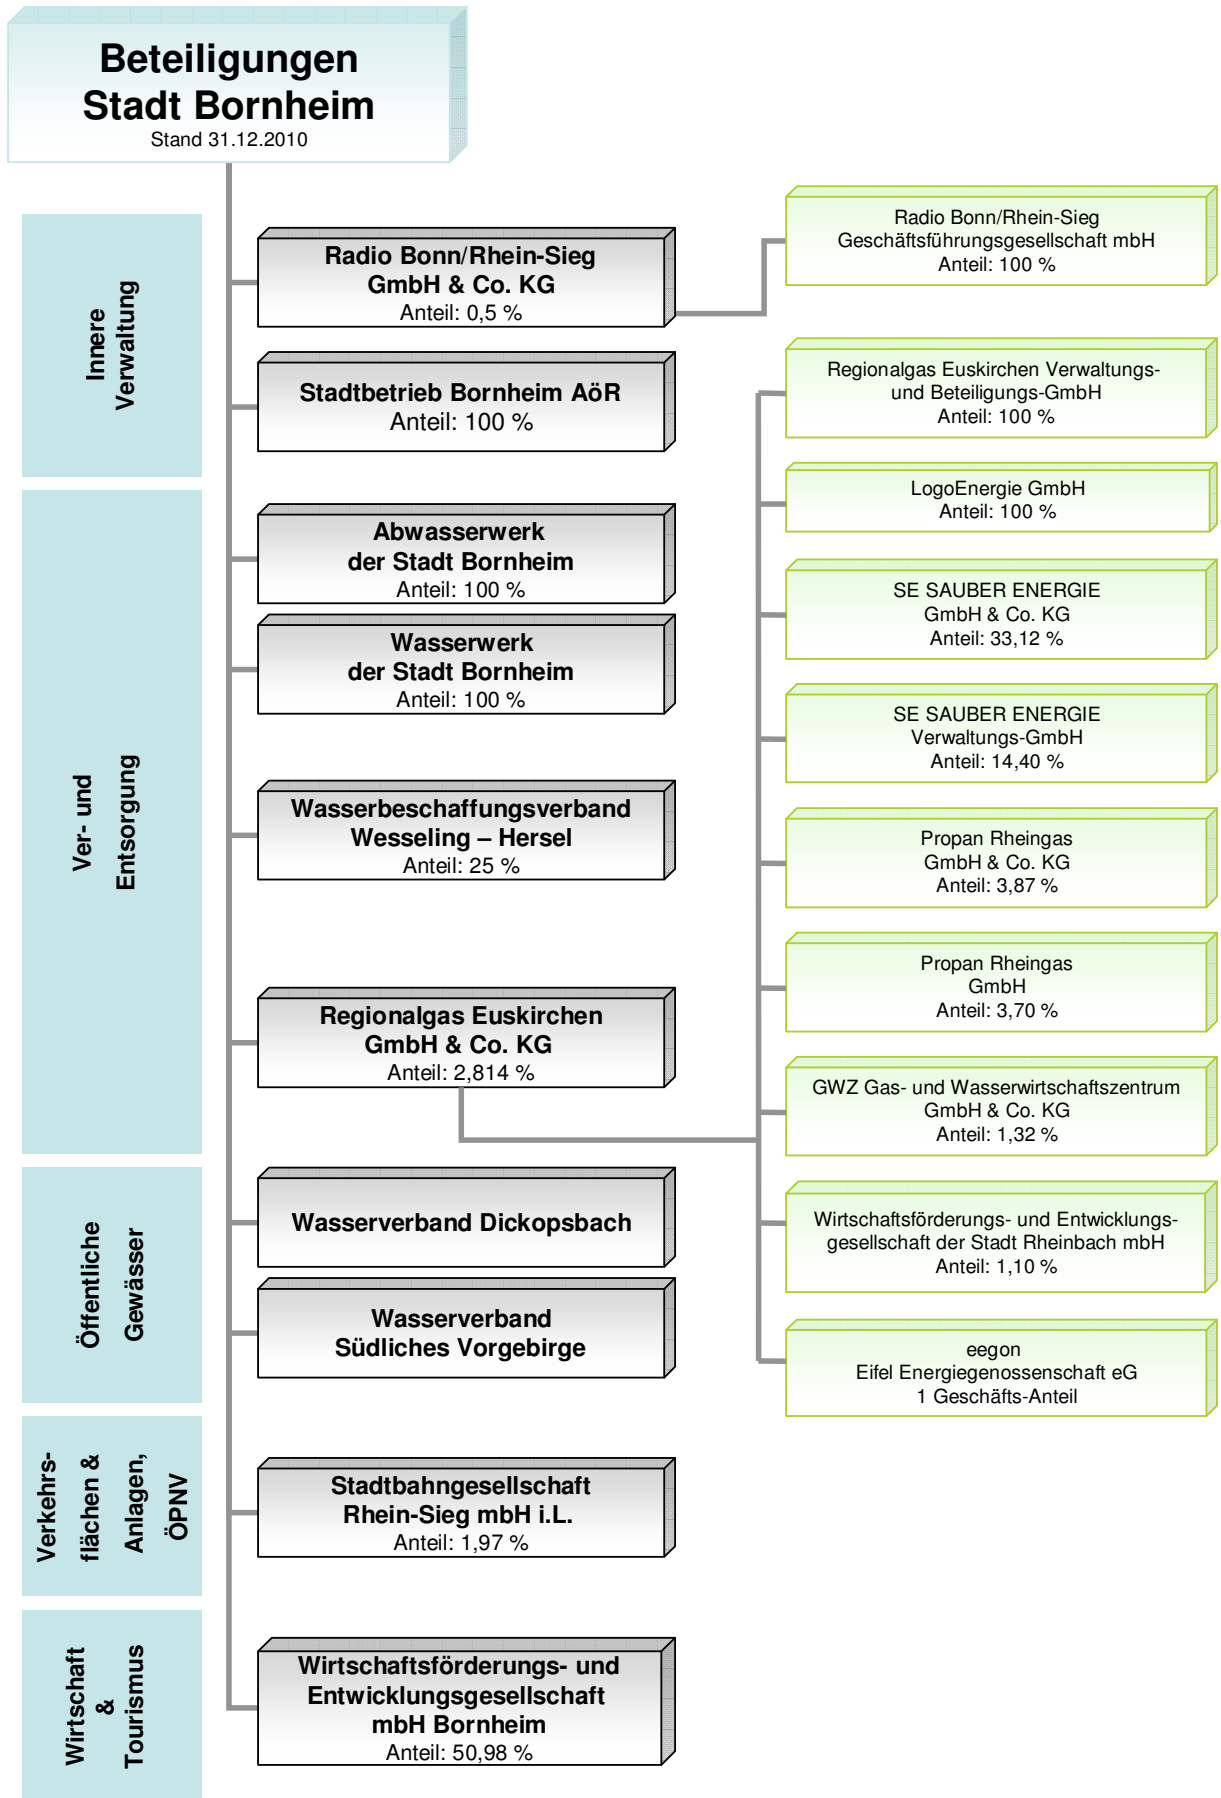 Beteiligungen
Stadt Bornheim
Stand 31.12.2010
Innere
Verwaltung
Radio Bonn/Rhein-Sieg
GmbH & Co. KG
Anteil: 0,5 %
Radio Bonn/Rhein-Sieg
Geschäftsführungsgesellschaft mbH
Anteil: 100 %
Stadtbetrieb Bornheim AöR
Anteil: 100 %
Ver- und
Entsorgung
Abwasserwerk
der Stadt Bornheim
Anteil: 100 %
Wasserwerk
der Stadt Bornheim
Anteil: 100 %
Wasserbeschaffungsverband
Wesseling – Hersel
Anteil: 25 %
Regionalgas Euskirchen
GmbH & Co. KG
Anteil: 2,814 %
Regionalgas Euskirchen Verwaltungs-
und Beteiligungs-GmbH
Anteil: 100 %
LogoEnergie GmbH
Anteil: 100 %
SE SAUBER ENERGIE
GmbH & Co. KG
Anteil: 33,12 %
SE SAUBER ENERGIE
Verwaltungs-GmbH
Anteil: 14,40 %
Propan Rheingas
GmbH & Co. KG
Anteil: 3,87 %
Propan Rheingas
GmbH
Anteil: 3,70 %
GWZ Gas- und Wasserwirtschaftszentrum
GmbH & Co. KG
Anteil: 1,32 %
Wirtschaftsförderungs- und Entwicklungs-
gesellschaft der Stadt Rheinbach mbH
Anteil: 1,10 %
eegon
Eifel Energiegenossenschaft eG
1 Geschäfts-Anteil
Öffentliche
Gewässer
Wasserverband Dickopsbach
Wasserverband
Südliches Vorgebirge
Verkehrs-
flächen &
Anlagen,
ÖPNV
Stadtbahngesellschaft
Rhein-Sieg mbH i.L.
Anteil: 1,97 %
Wirtschaft
&
Tourismus
Wirtschaftsförderungs- und
Entwicklungsgesellschaft
mbH Bornheim
Anteil: 50,98 %